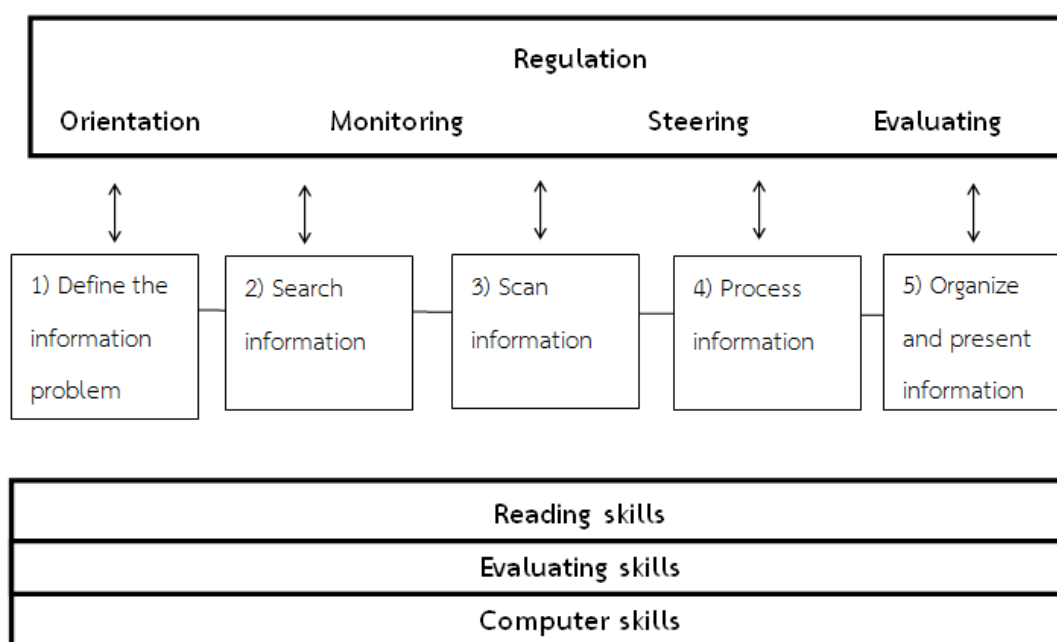 Regulation
Orientation Monitoring Steering Evaluating
1) Define the
information
problem
2) Search
information
3) Scan
information
4) Process
information
5) Organize
and present
information
Reading skills
Evaluating skills
Computer skills